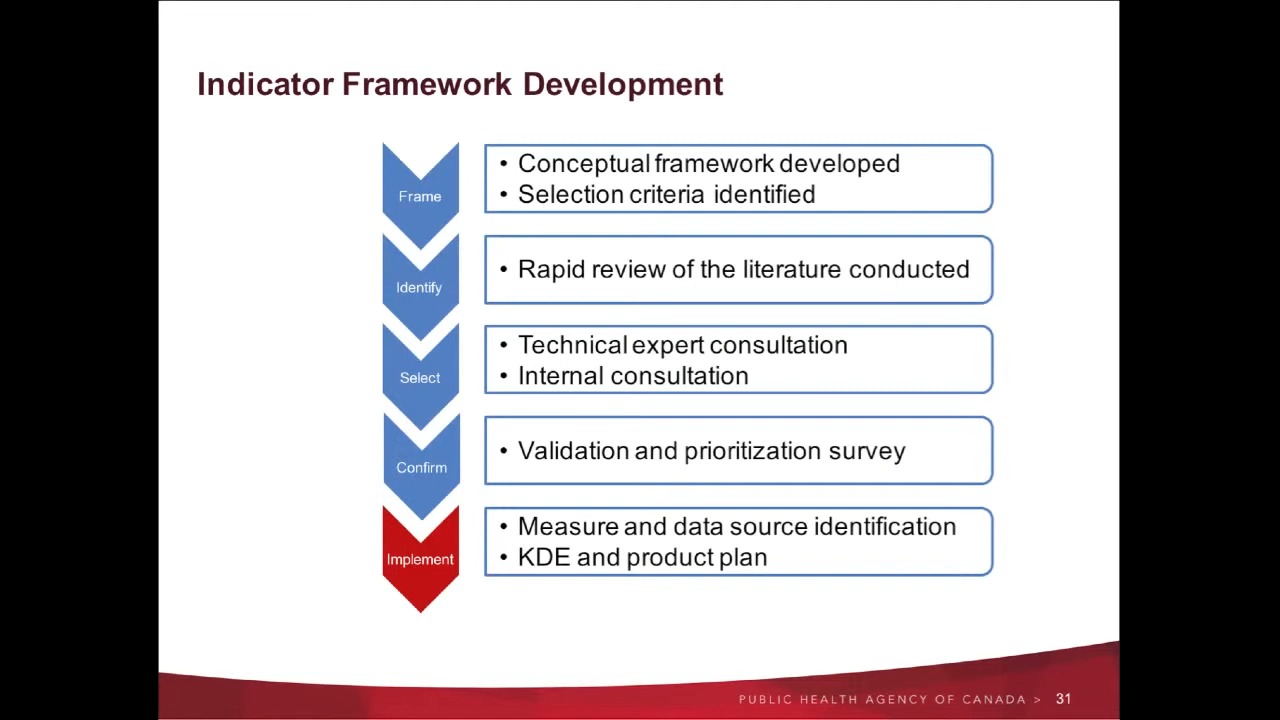 Indicator Framework Development
Frame
• Conceptual framework developed
• Selection criteria identified
Identify
• Rapid review of the literature conducted
Select
• Technical expert consultation
• Internal consultation
Confirm
• Validation and prioritization survey
Implement
• Measure and data source identification
• KDE and product plan
PUBLIC HEALTH AGENCY OF CANADA > 31